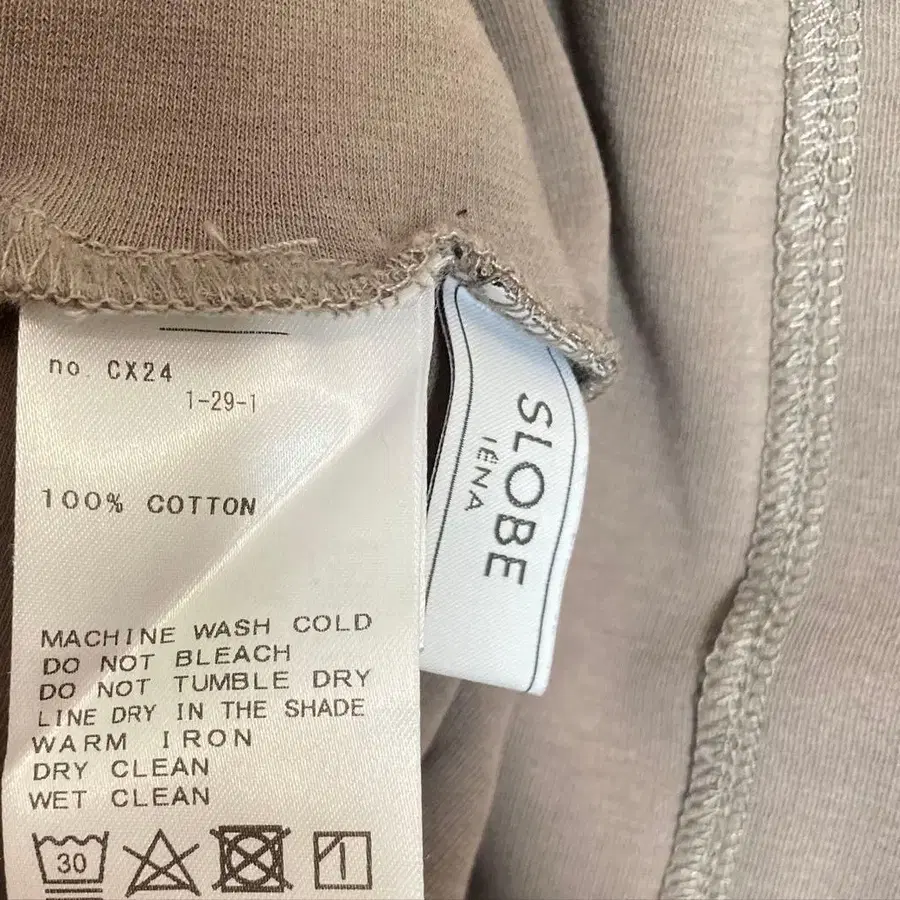 no. CX24
1-29-1
100% COTTON
MACHINE WASH COLD
DO NOT BLEACH
DO NOT TUMBLE DRY
LINE DRY IN THE SHADE
WARM IRON
DRY CLEAN
WET CLEAN
30
SLOBE
IÉNA